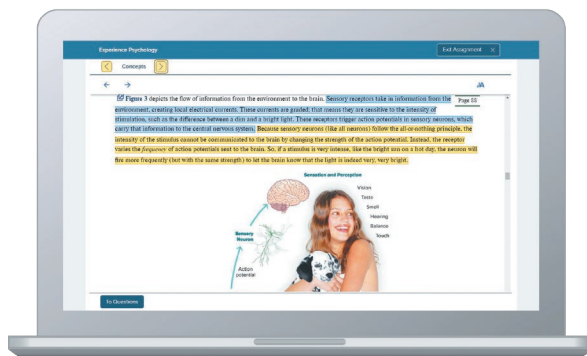 Experience Psychology
Exit Assignment ×
Concepts
Figure 3 depicts the flow of information from the environment to the brain. Sensory receptors take in information from the
Page 88
environment, creating local electrical currents. These currents are graded; that means they are sensitive to the intensity of
stimulation, such as the difference between a dim and a bright light. These receptors trigger action potentials in sensory neurons, which
carry that information to the central nervous system. Because sensory neurons (like all neurons) follow the all-or-nothing principle, the
intensity of the stimulus cannot be communicated to the brain by changing the strength of the action potential. Instead, the receptor
varies the frequency of action potentials sent to the brain. So, if a stimulus is very intense, like the bright sun on a hot day, the neuron will
fire more frequently (but with the same strength) to let the brain know that the light is indeed very, very bright.
Sensation and Perception
Vision
Taste
Smell
Hearing
Balance
Touch
Sensory
Neuron
Action
potential
To Questions